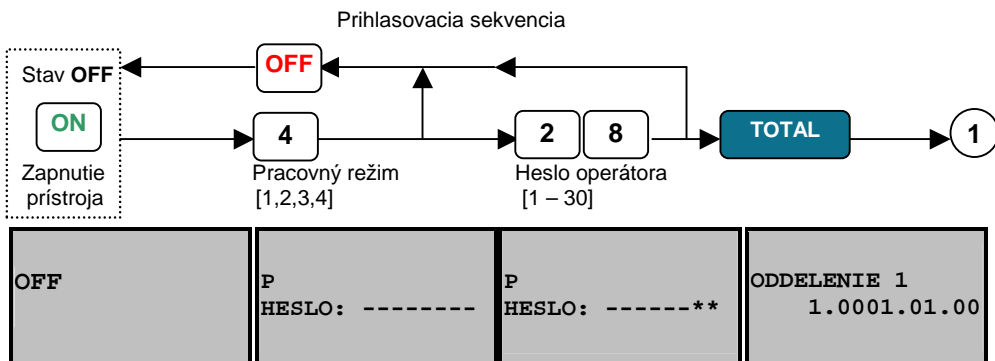 Prihlasovacia sekvencia
Stav OFF
OFF
ON
4
2
8
TOTAL
1
Zapnutie
prístroja
Pracovný režim
[1,2,3,4]
Heslo operátora
[1 – 30]
OFF
P
HESLO: --------
P
HESLO: ------**
ODDELENIE 1
1.0001.01.00